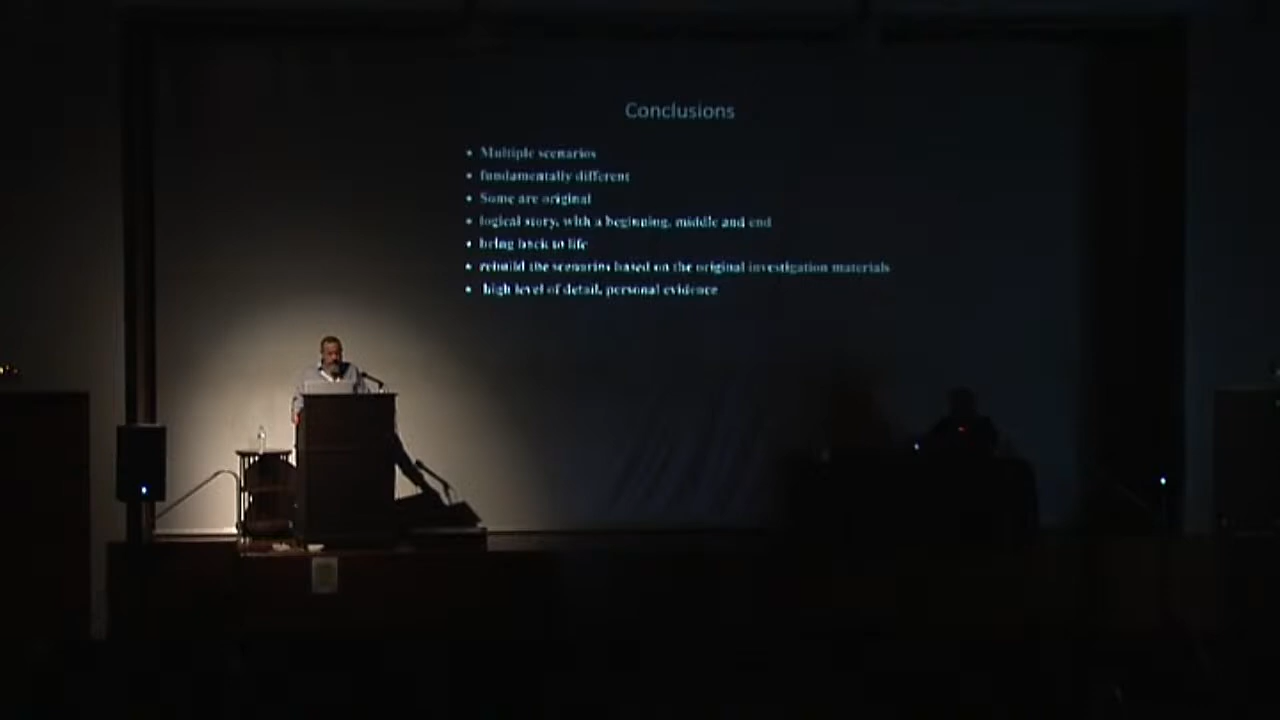 Conclusions
• Multiple scenarios
• fundamentally different
• Some are original
• logical story, with a beginning, middle and end
• bring back to life
• rebuild the scenarios based on the original investigation materials
• high level of detail, personal evidence